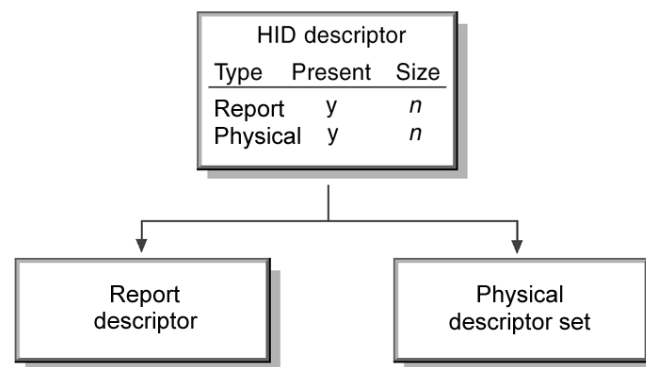 HID descriptor
Type Present Size
Report y n
Physical y n
Report
descriptor
Physical
descriptor set